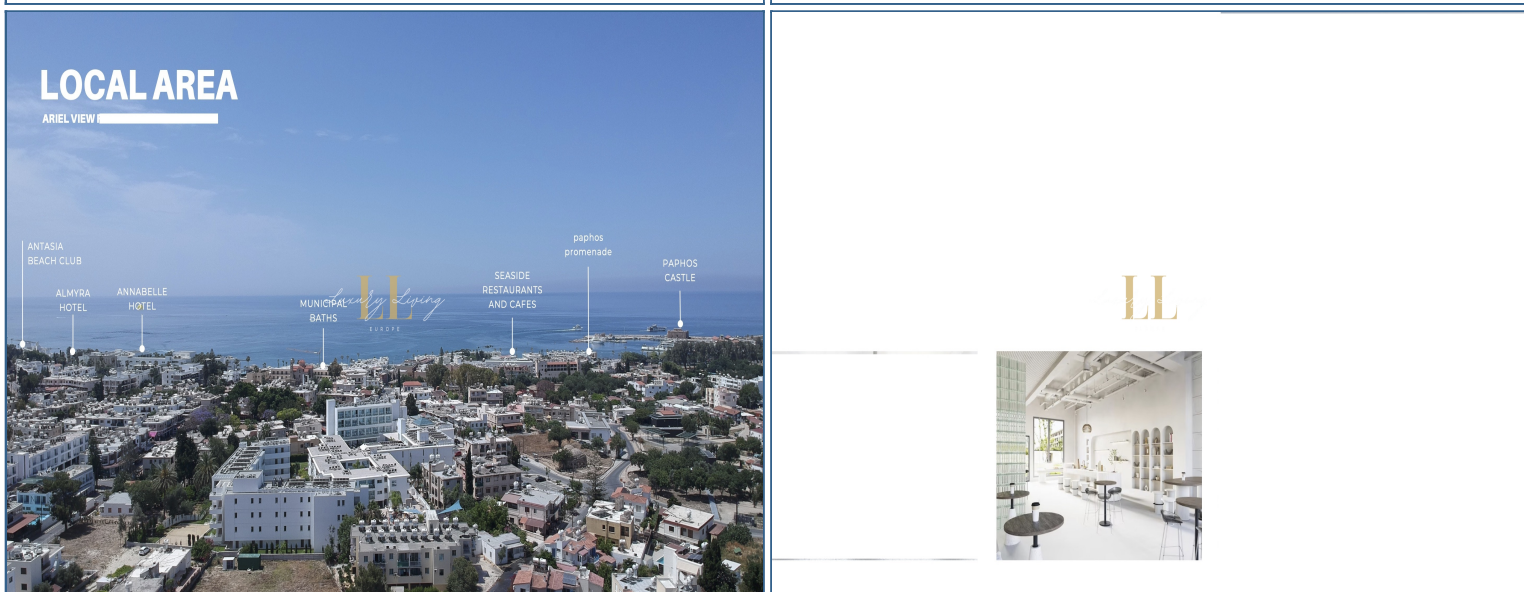 LOCAL AREA
ARIEL VIEW
ANTASIA
BEACH CLUB
ALMYRA
HOTEL
ANNABELLE
HOTEL
MUNICIPAL
BATHS
LL
Luxury Living
EUROPE
SEASIDE
RESTAURANTS
AND CAFES
paphos
promenade
PAPHOS
CASTLE
LL